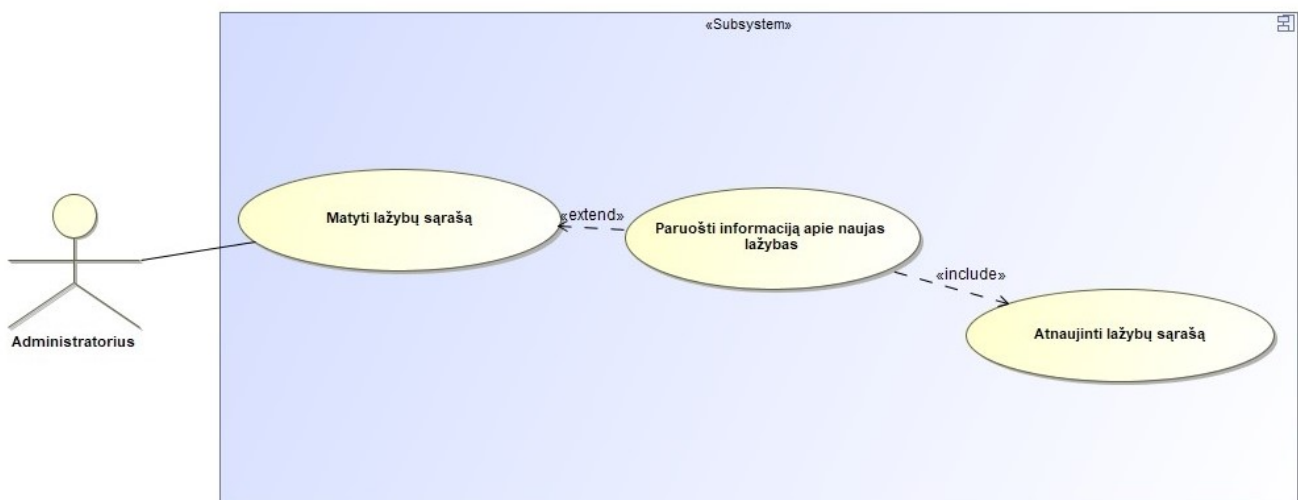 «Subsystem»
Matyti lažybų sąrašą
«extend»
Paruošti informaciją apie naujas
lažybas
«include»
Atnaujinti lažybų sąrašą
Administratorius